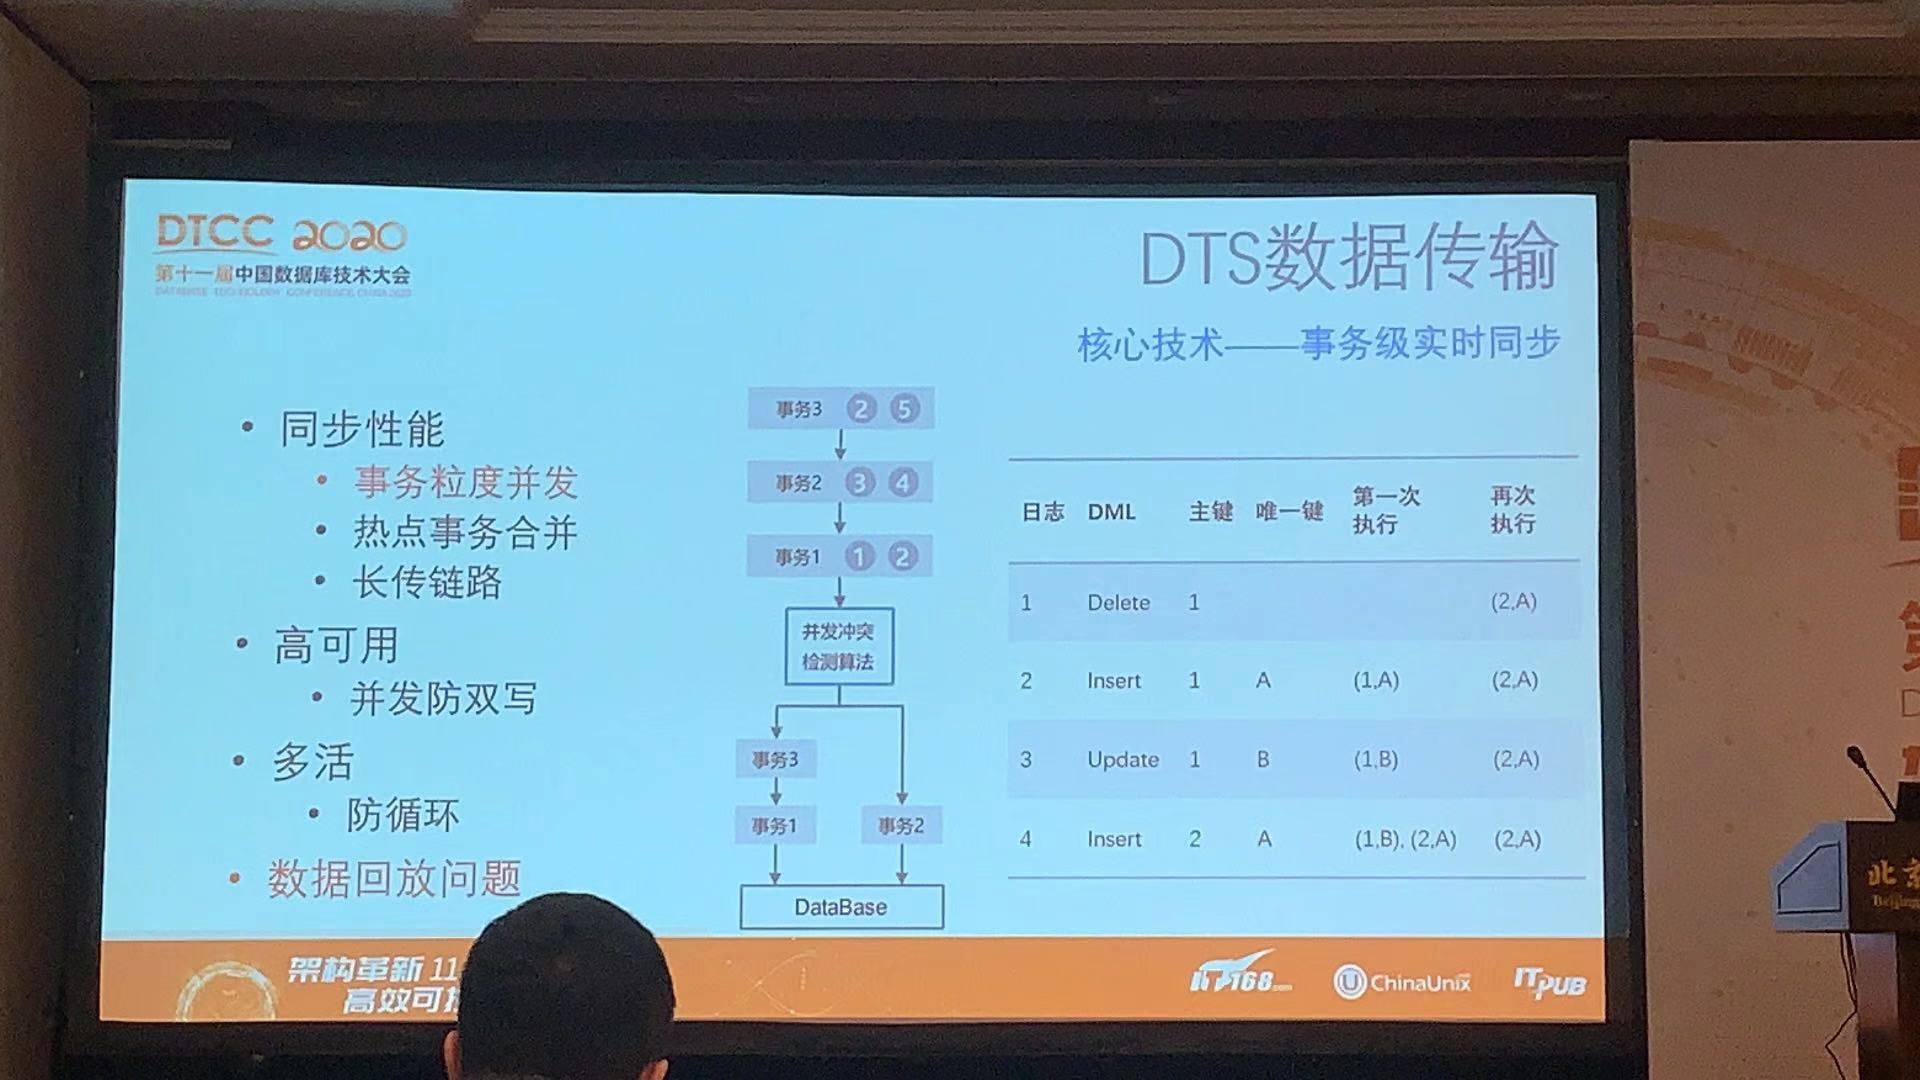 DTCC 2020
第十一届中国数据库技术大会
DATABASE TECHNOLOGY CONFERENCE CHINA 2020
DTS数据传输
核心技术——事务级实时同步
• 同步性能
• 事务粒度并发
• 热点事务合并
• 长传链路
• 高可用
• 并发防双写
• 多活
• 防循环
• 数据回放问题
事务3 2 5
事务2 3 4
事务1 1 2
并发冲突
检测算法
事务3
事务1 事务2
DataBase
日志 DML 主键 唯一键 第一次执行 再次执行
1 Delete 1 (2,A)
2 Insert 1 A (1,A) (2,A)
3 Update 1 B (1,B) (2,A)
4 Insert 2 A (1,B), (2,A) (2,A)
架构革新 11
高效可
IT168.com ChinaUnix ITPUB
北京
Beijing